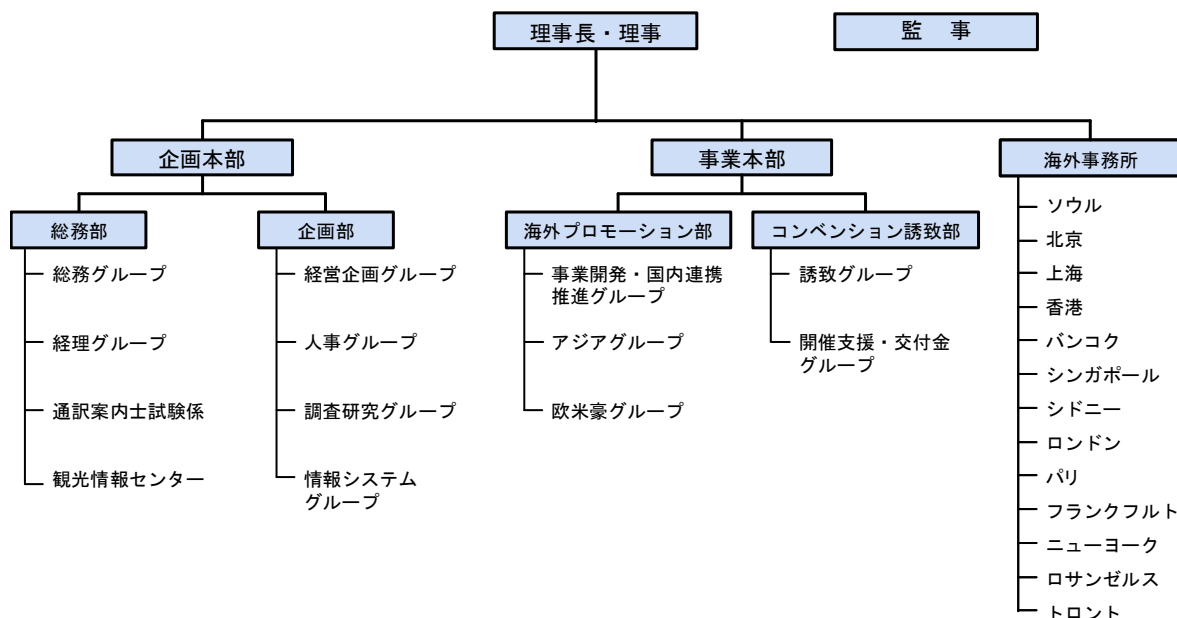 理事長・理事
監　事
企画本部
事業本部
海外事務所
総務部
企画部
海外プロモーション部
コンベンション誘致部
総務グループ
経理グループ
通訳案内士試験係
観光情報センター
経営企画グループ
人事グループ
調査研究グループ
情報システム
グループ
事業開発・国内連携
推進グループ
アジアグループ
欧米豪グループ
誘致グループ
開催支援・交付金
グループ
ソウル
北京
上海
香港
バンコク
シンガポール
シドニー
ロンドン
パリ
フランクフルト
ニューヨーク
ロサンゼルス
トロント